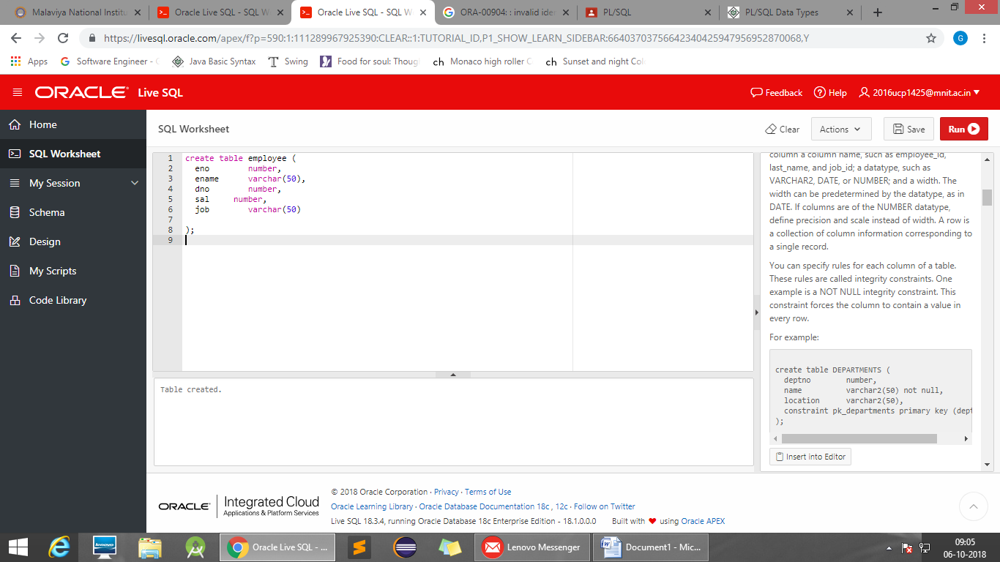 Malaviya National Institu
Oracle Live SQL - SQL W
Oracle Live SQL - SQL W
ORA-00904: : invalid iden
PL/SQL
PL/SQL Data Types
https://livesql.oracle.com/apex/f?p=590:1:111289967925390:CLEAR::1:TUTORIAL_ID,P1_SHOW_LEARN_SIDEBAR:66403703756642340425947956952870068,Y
G
Apps
Software Engineer - C
Java Basic Syntax
Swing
Food for soul: Thoug
ch Monaco high roller C
ch Sunset and night Col
ORACLE Live SQL
Feedback
Help
2016ucp1425@mnit.ac.in
Home
SQL Worksheet
My Session
Schema
Design
My Scripts
Code Library
SQL Worksheet
Clear
Actions
Save
Run
1 create table employee (
2 eno number,
3 ename varchar(50),
4 dno number,
5 sal number,
6 job varchar(50)
7
8 );
9
Table created.
column a column name, such as employee_id,
last_name, and job_id; a datatype, such as
VARCHAR2, DATE, or NUMBER; and a width. The
width can be predetermined by the datatype, as in
DATE. If columns are of the NUMBER datatype,
define precision and scale instead of width. A row is
a collection of column information corresponding to
a single record.
You can specify rules for each column of a table.
These rules are called integrity constraints. One
example is a NOT NULL integrity constraint. This
constraint forces the column to contain a value in
every row.
For example:
create table DEPARTMENTS (
deptno number,
name varchar2(50) not null,
location varchar2(50),
constraint pk_departments primary key (dept
);
Insert into Editor
ORACLE
Integrated Cloud
Applications & Platform Services
© 2018 Oracle Corporation · Privacy · Terms of Use
Oracle Learning Library · Oracle Database Documentation 18c , 12c · Follow on Twitter
Live SQL 18.3.4, running Oracle Database 18c Enterprise Edition - 18.1.0.0.0 Built with ❤ using Oracle APEX
lenovo
Oracle Live SQL - ...
Lenovo Messenger
Document1 - Mic...
09:05
06-10-2018